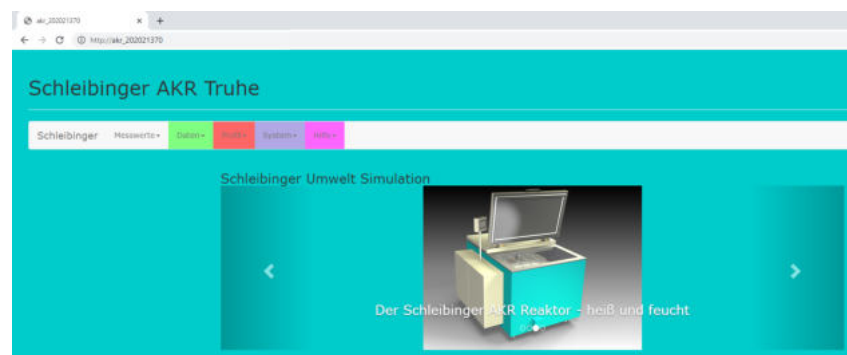 akr_202021370
http://akr_202021370
Schleibinger AKR Truhe
Schleibinger Messwerte Daten Profil System Hilfe
Schleibinger Umwelt Simulation
Der Schleibinger AKR Reaktor - heiß und feucht